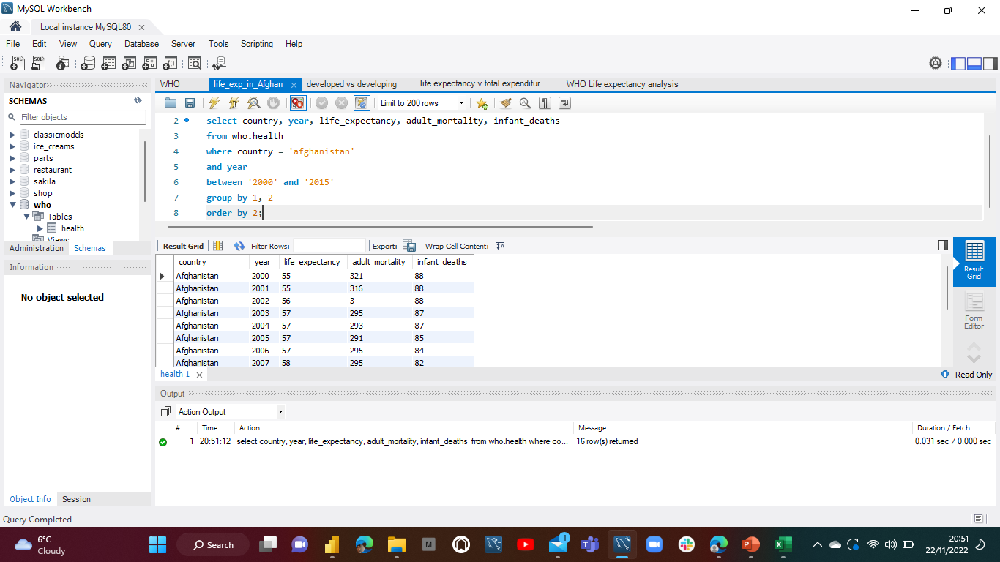 MySQL Workbench
Local instance MySQL80
File Edit View Query Database Server Tools Scripting Help
Navigator
SCHEMAS
Filter objects
classicmodels
ice_creams
parts
restaurant
sakila
shop
who
Tables
health
Views
Administration Schemas
Information
No object selected
Object Info Session
WHO life_exp_in_Afghan developed vs developing life expectancy v total expenditur... WHO Life expectancy analysis
Limit to 200 rows
2 select country, year, life_expectancy, adult_mortality, infant_deaths
3 from who.health
4 where country = 'afghanistan'
5 and year
6 between '2000' and '2015'
7 group by 1, 2
8 order by 2;
Result Grid Filter Rows: Export: Wrap Cell Content:
country year life_expectancy adult_mortality infant_deaths
Afghanistan 2000 55 321 88
Afghanistan 2001 55 316 88
Afghanistan 2002 56 3 88
Afghanistan 2003 57 295 87
Afghanistan 2004 57 293 87
Afghanistan 2005 57 291 85
Afghanistan 2006 57 295 84
Afghanistan 2007 58 295 82
Result
Grid
Form
Editor
health 1
Read Only
Output
Action Output
# Time Action Message Duration / Fetch
1 20:51:12 select country, year, life_expectancy, adult_mortality, infant_deaths from who.health where co... 16 row(s) returned 0.031 sec / 0.000 sec
Query Completed
6°C
Cloudy
Search
M
1
20:51
22/11/2022